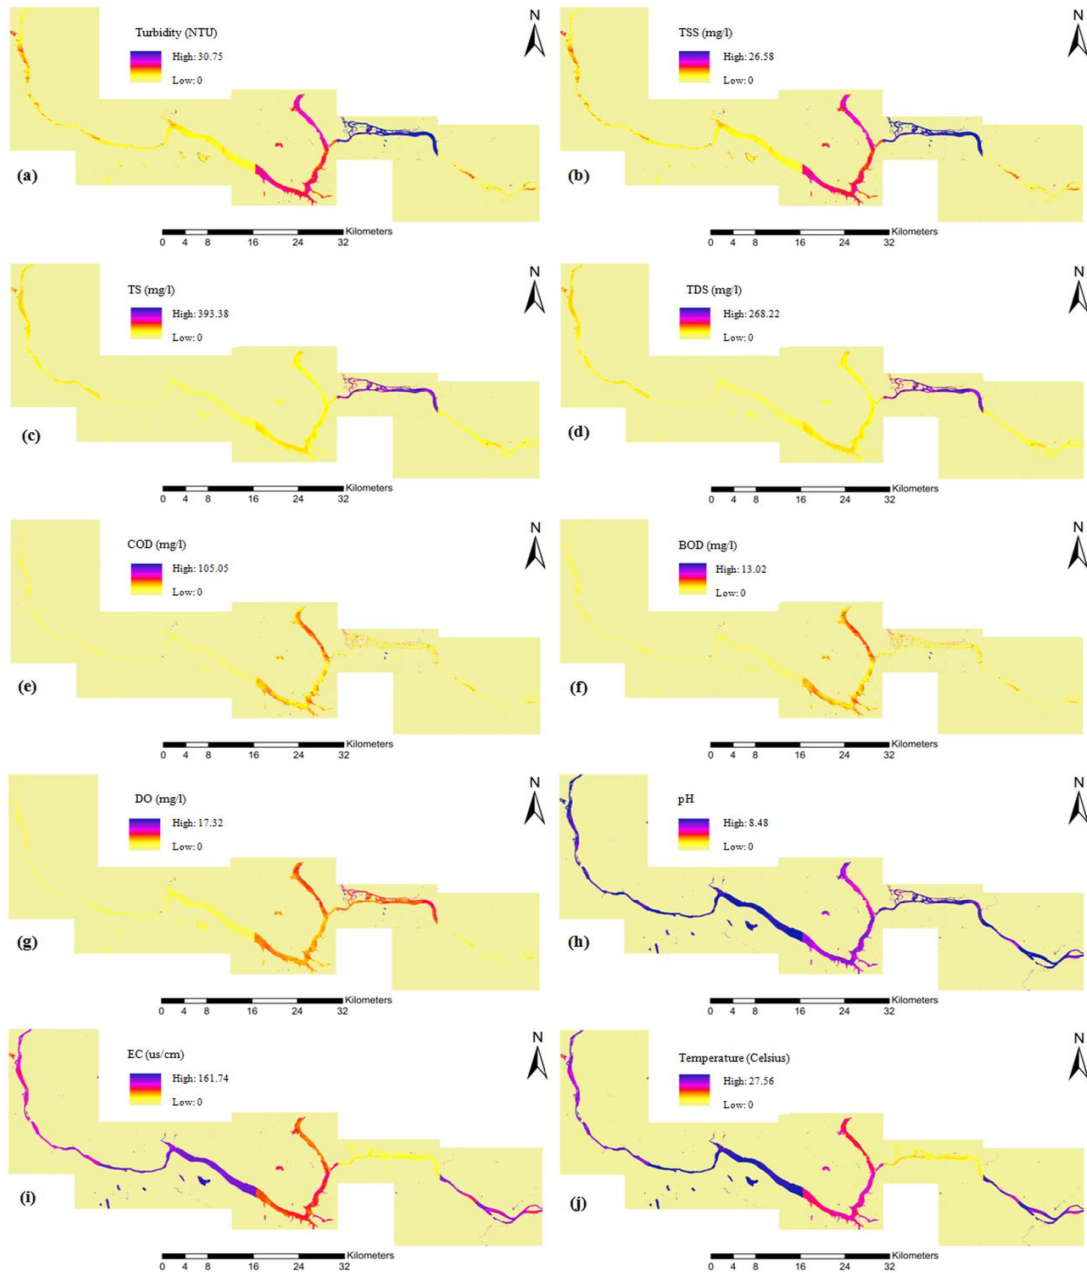 Turbidity (NTU)
High: 30.75
Low: 0
N
(a)
Kilometers
0 4 8 16 24 32
TSS (mg/l)
High: 26.58
Low: 0
N
(b)
Kilometers
0 4 8 16 24 32
TS (mg/l)
High: 393.38
Low: 0
N
(c)
Kilometers
0 4 8 16 24 32
TDS (mg/l)
High: 268.22
Low: 0
N
(d)
Kilometers
0 4 8 16 24 32
COD (mg/l)
High: 105.05
Low: 0
N
(e)
Kilometers
0 4 8 16 24 32
BOD (mg/l)
High: 13.02
Low: 0
N
(f)
Kilometers
0 4 8 16 24 32
DO (mg/l)
High: 17.32
Low: 0
N
(g)
Kilometers
0 4 8 16 24 32
pH
High: 8.48
Low: 0
N
(h)
Kilometers
0 4 8 16 24 32
EC (us/cm)
High: 161.74
Low: 0
N
(i)
Kilometers
0 4 8 16 24 32
Temperature (Celsius)
High: 27.56
Low: 0
N
(j)
Kilometers
0 4 8 16 24 32